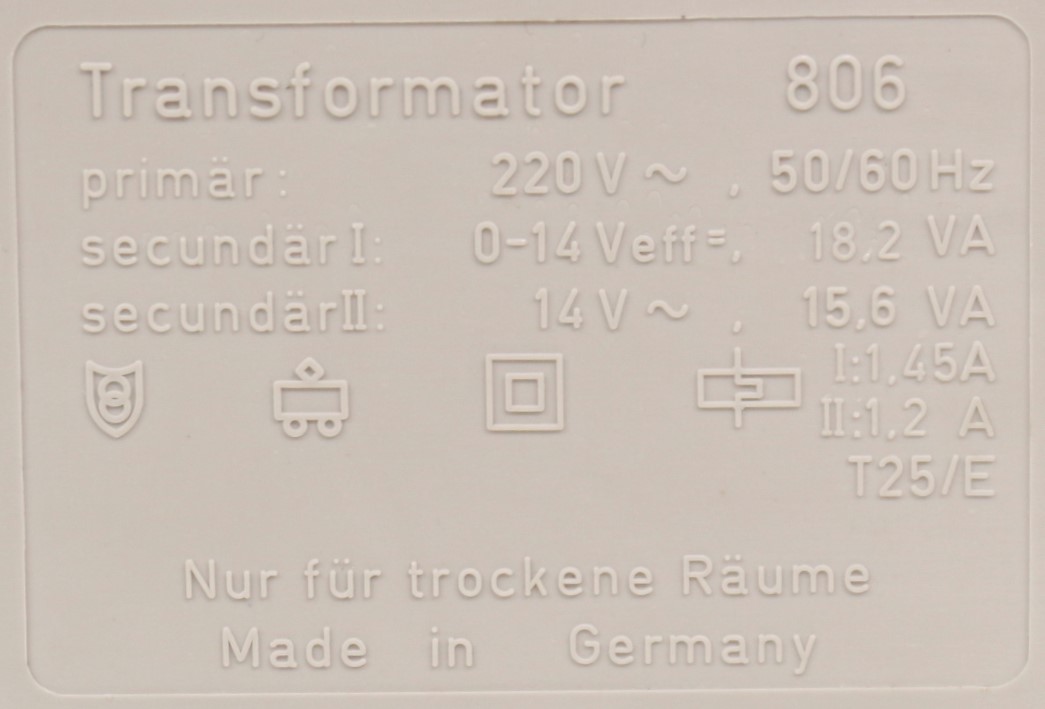 Transformator 806
primär: 220 V ~ , 50/60 Hz
secundär I: 0-14 Veff =, 18,2 VA
secundär II: 14 V ~ , 15,6 VA
I:1,45A
II:1,2 A
T25/E
Nur für trockene Räume
Made in Germany